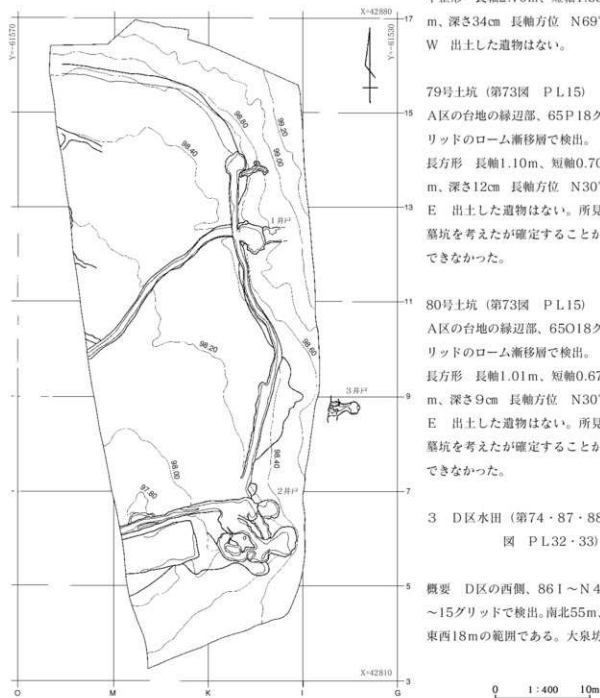 X=42880
Y=-61570
Y=-61530
17
15
13
11
9
7
5
3
O
M
K
I
G
98.80
99.20
99.00
98.40
1井戸
98.60
98.20
3井戸
98.40
98.00
2井戸
97.80
X=42810
m、深さ34㎝ 長軸方位 N69°
W 出土した遺物はない。
79号土坑（第73図 PL15）
A区の台地の縁辺部、65P18グ
リッドのローム漸移層で検出。
長方形 長軸1.10m、短軸0.70
m、深さ12㎝ 長軸方位 N30°
E 出土した遺物はない。所見
墓坑を考えたが確定することが
できなかった。
80号土坑（第73図 PL15）
A区の台地の縁辺部、65O18グ
リッドのローム漸移層で検出。
長方形 長軸1.01m、短軸0.67
m、深さ9㎝ 長軸方位 N30°
E 出土した遺物はない。所見
墓坑を考えたが確定することが
できなかった。
3 D区水田（第74・87・88
図 PL32・33）
概要 D区の西側、86I～N4
～15グリッドで検出。南北55m、
東西18mの範囲である。大泉坊
0 1:400 10m